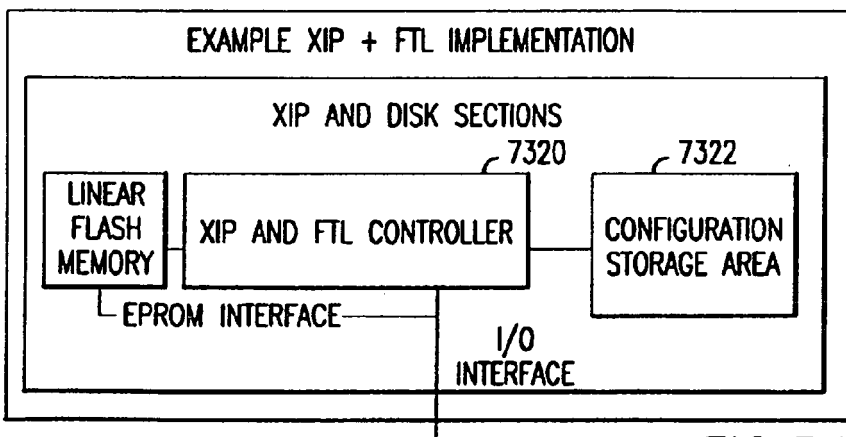 EXAMPLE XIP + FTL IMPLEMENTATION
XIP AND DISK SECTIONS
7320
7322
LINEAR
FLASH
MEMORY
XIP AND FTL CONTROLLER
CONFIGURATION
STORAGE AREA
EPROM INTERFACE
I/O
INTERFACE